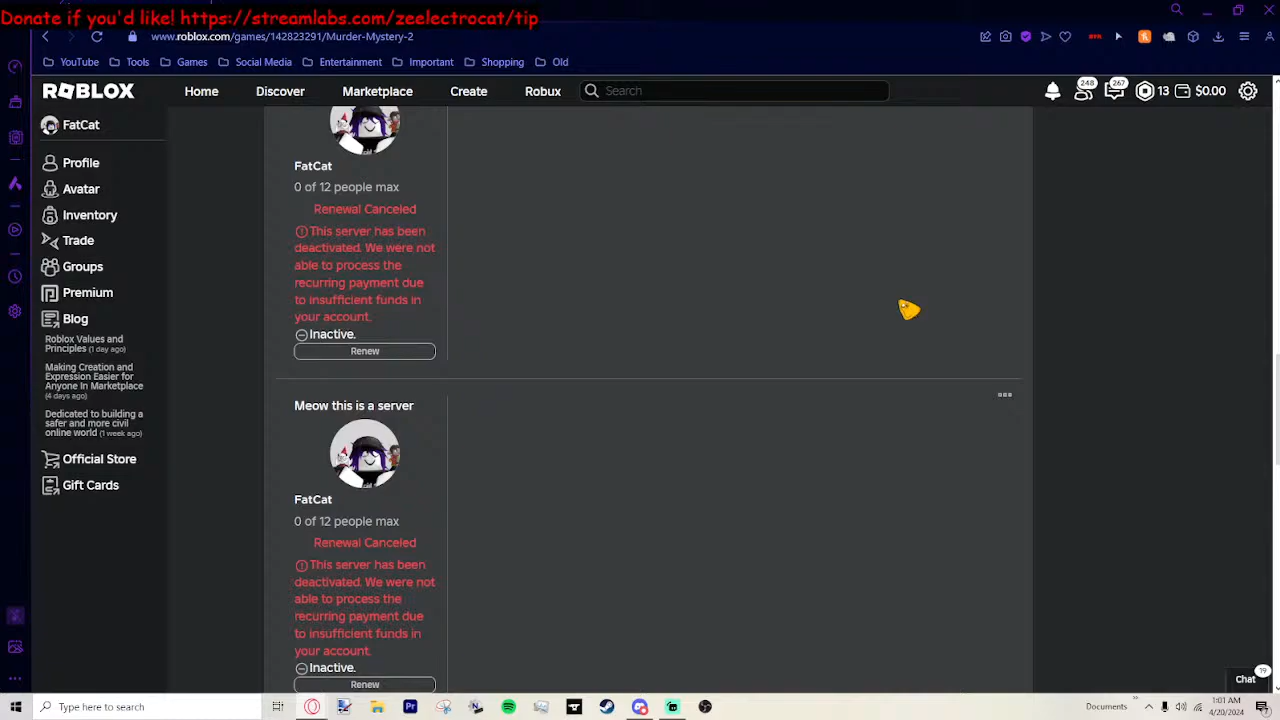 Donate if you'd like! https://streamlabs.com/zeelectrocat/tip
www.roblox.com/games/142823291/Murder-Mystery-2
YouTube Tools Games Social Media Entertainment Important Shopping Old
ROBLOX Home Discover Marketplace Create Robux Search 248 267 13 $0.00
FatCat
Profile
Avatar
Inventory
Trade
Groups
Premium
Blog
Roblox Values and
Principles (1 day ago)
Making Creation and
Expression Easier for
Anyone In Marketplace
(4 days ago)
Dedicated to building a
safer and more civil
online world (1 week ago)
Official Store
Gift Cards
FatCat
0 of 12 people max
Renewal Canceled
This server has been
deactivated. We were not
able to process the
recurring payment due
to insufficient funds in
your account.
Inactive.
Renew
Meow this is a server
FatCat
0 of 12 people max
Renewal Canceled
This server has been
deactivated. We were not
able to process the
recurring payment due
to insufficient funds in
your account.
Inactive.
Renew
Chat 19
Type here to search
Pr
Documents
1:01 AM
4/20/2024